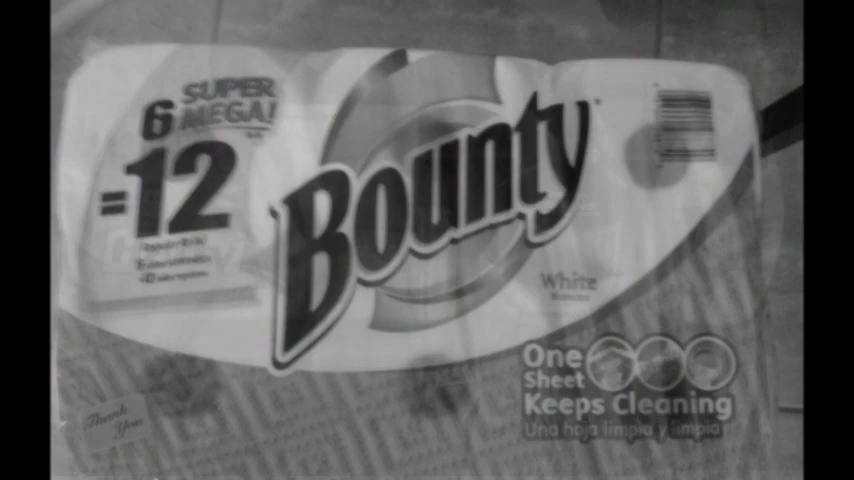 6 SUPER
MEGA!
=12
Bounty
White
One
Sheet
Keeps Cleaning
Una hoja limpia y limpia
Thank
You